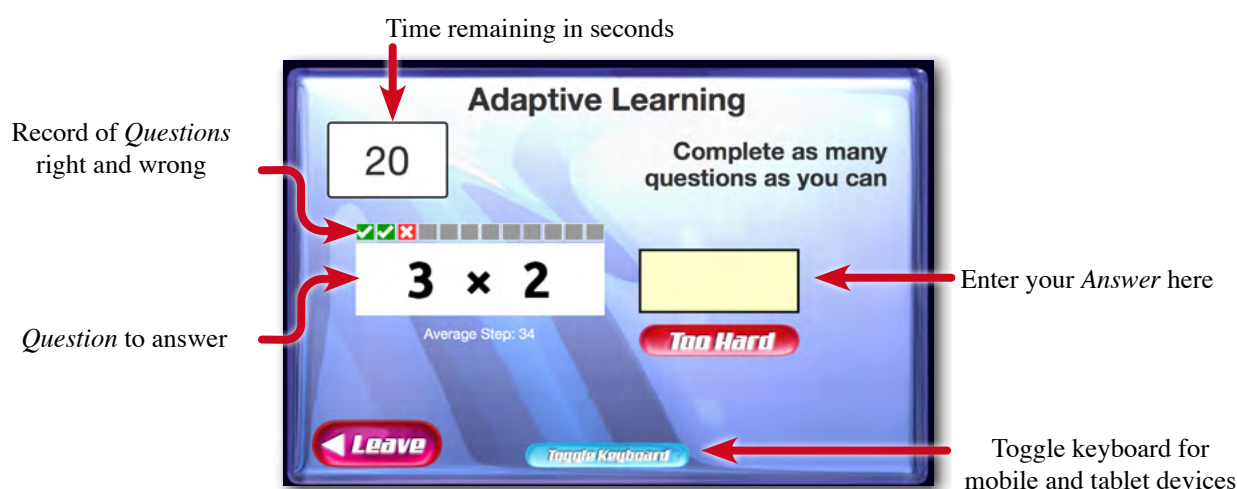 Time remaining in seconds
Adaptive Learning
Record of Questions
right and wrong
20
Complete as many
questions as you can
3 × 2
Enter your Answer here
Question to answer
Average Step: 34
Too Hard
Leave
Toggle Keyboard
Toggle keyboard for
mobile and tablet devices